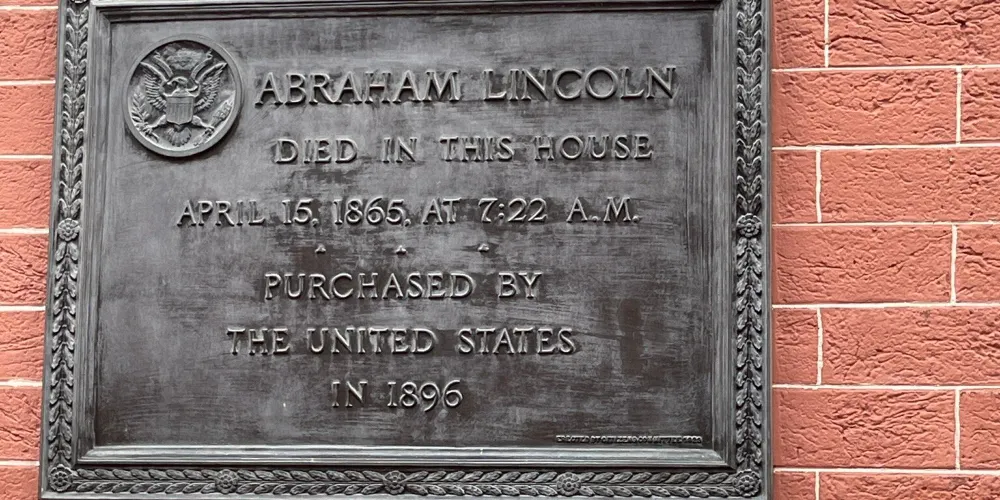 ABRAHAM LINCOLN
DIED IN THIS HOUSE
APRIL 15, 1865, AT 7:22 A.M.
PURCHASED BY
THE UNITED STATES
IN 1896